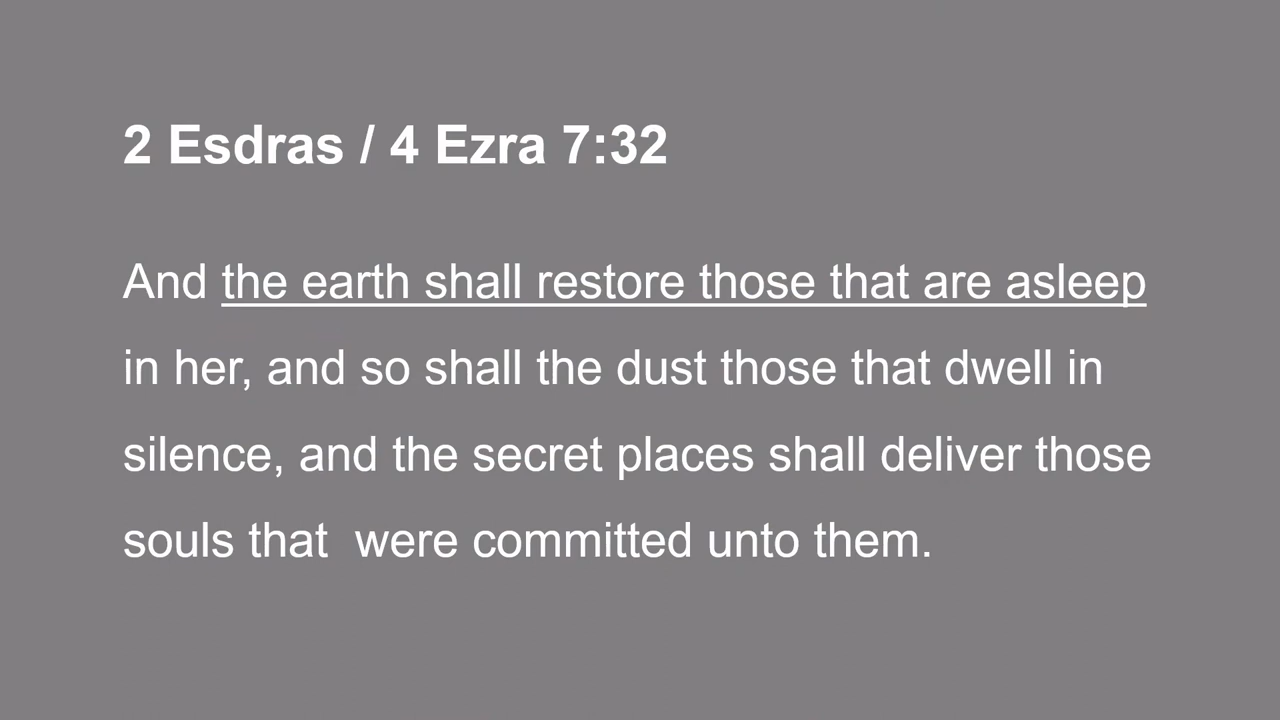 2 Esdras / 4 Ezra 7:32
And the earth shall restore those that are asleep
in her, and so shall the dust those that dwell in
silence, and the secret places shall deliver those
souls that  were committed unto them.